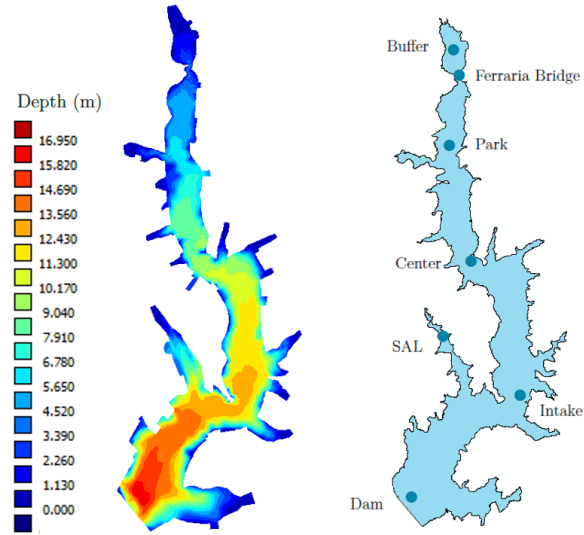 Depth (m)
16.950
15.820
14.690
13.560
12.430
11.300
10.170
9.040
7.910
6.780
5.650
4.520
3.390
2.260
1.130
0.000
Buffer
Ferraria Bridge
Park
Center
SAL
Intake
Dam